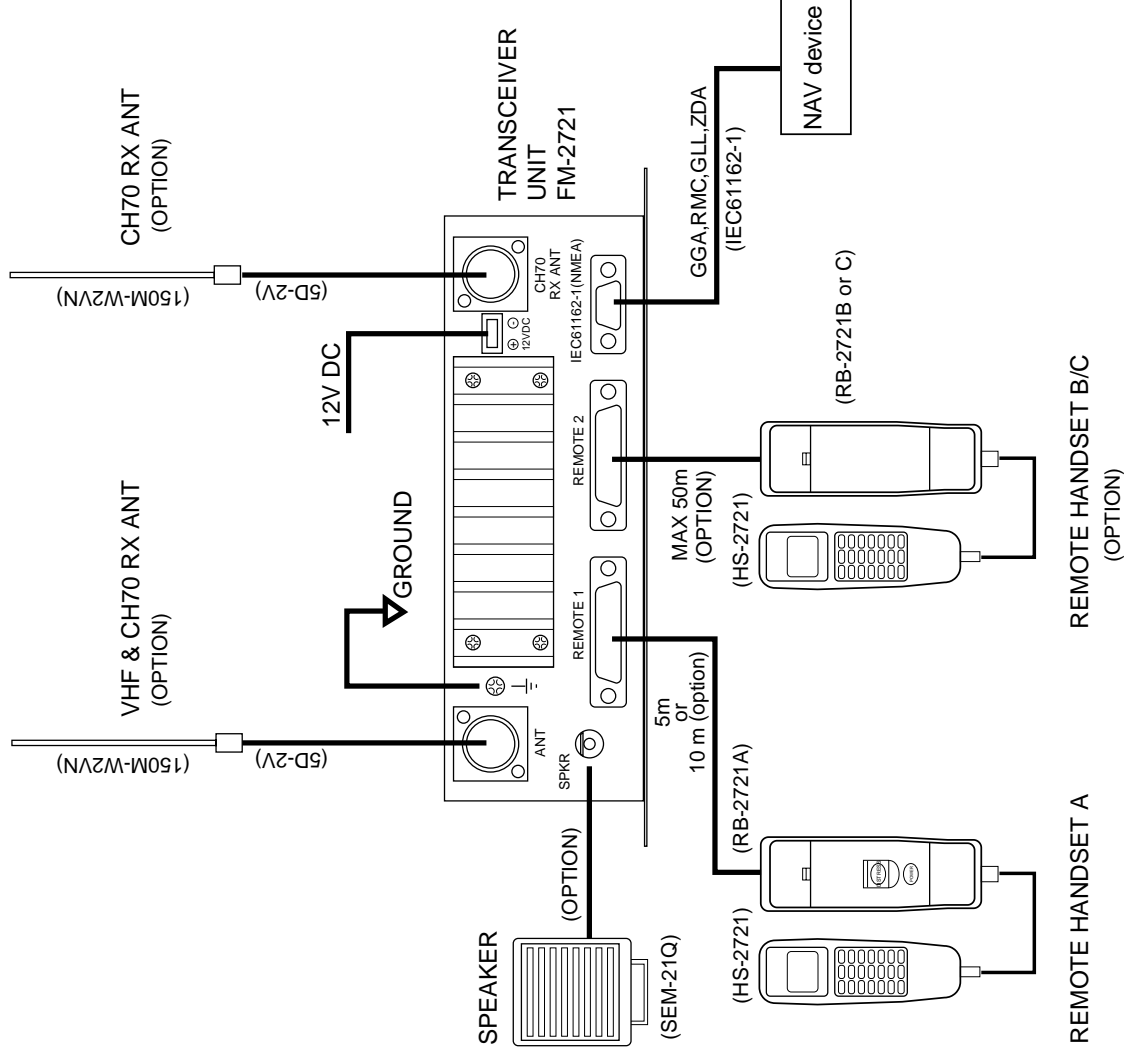 CH70 RX ANT
(OPTION)
(150M-W2VN)
(5D-2V)
VHF & CH70 RX ANT
(OPTION)
(150M-W2VN)
(5D-2V)
12V DC
GROUND
TRANSCEIVER
UNIT
FM-2721
ANT
SPKR
REMOTE 1
REMOTE 2
12VDC
CH70
RX ANT
IEC61162-1(NMEA)
GGA,RMC,GLL,ZDA
(IEC61162-1)
NAV device
SPEAKER
(SEM-21Q)
(OPTION)
5m
or
10 m (option)
(RB-2721A)
(HS-2721)
DISTRESS
POWER
REMOTE HANDSET A
MAX 50m
(OPTION)
(HS-2721)
(RB-2721B or C)
REMOTE HANDSET B/C
(OPTION)